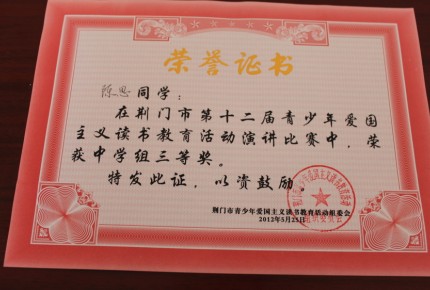 荣誉证书
陈思 同学：
在荆门市第十二届青少年爱国
主义读书教育活动演讲比赛中，荣
获中学组三等奖。
特发此证，以资鼓励
荆门市青少年爱国主义读书教育活动组委会
2012年5月25日